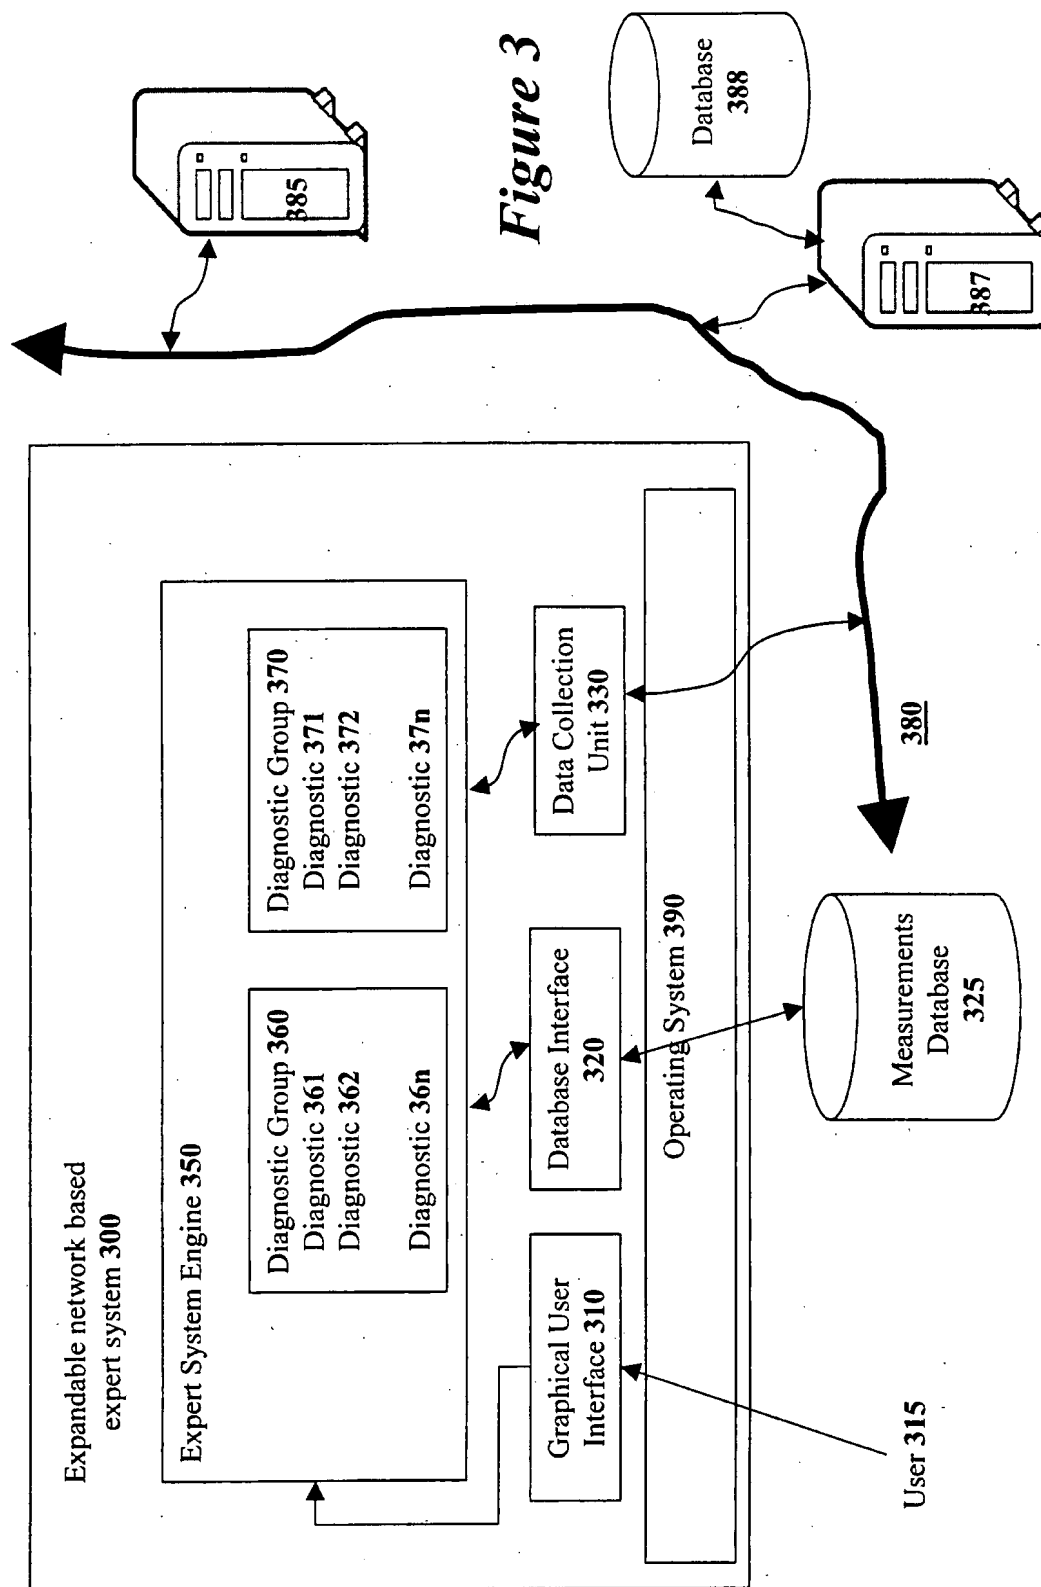 Expandable network based
expert system 300
Expert System Engine 350
Diagnostic Group 360
Diagnostic 361
Diagnostic 362
Diagnostic 36n
Diagnostic Group 370
Diagnostic 371
Diagnostic 372
Diagnostic 37n
Graphical User
Interface 310
Database Interface
320
Data Collection
Unit 330
Operating System 390
User 315
Measurements
Database
325
380
385
387
Database
388
Figure 3